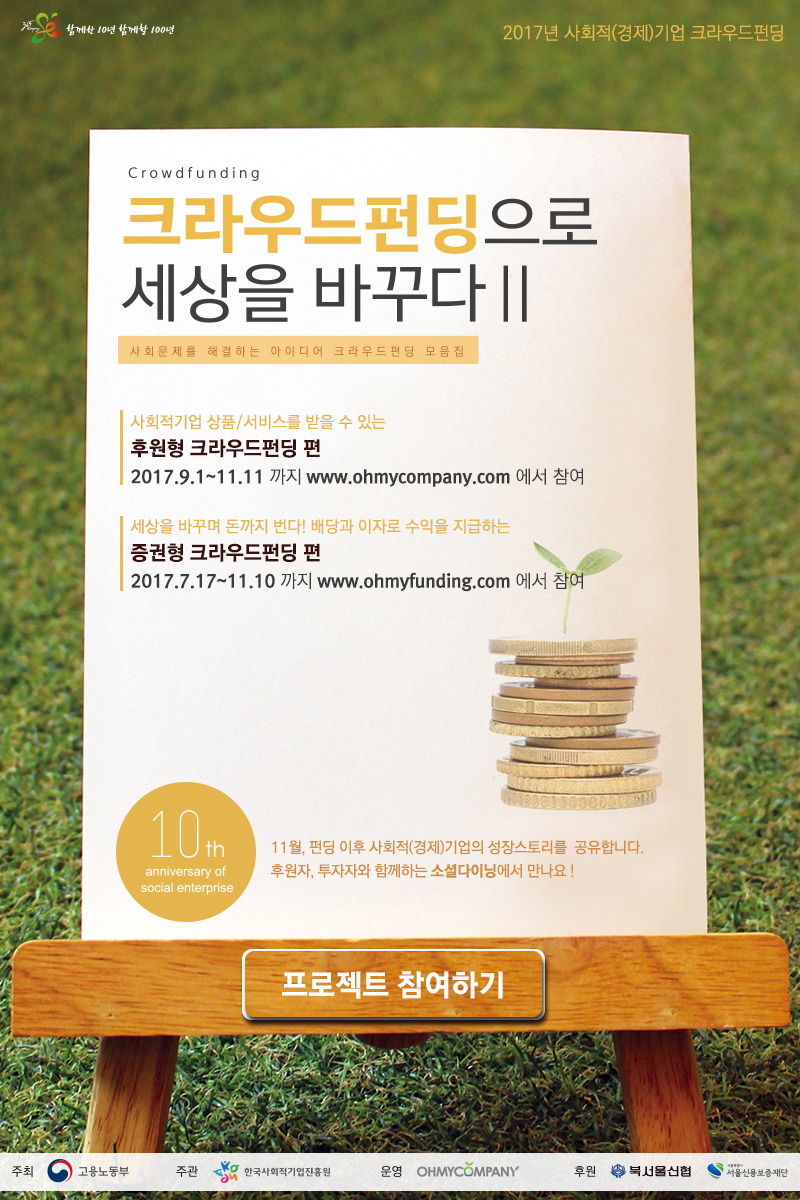 함께한 10년 함께할 100년
2017년 사회적(경제)기업 크라우드펀딩
Crowdfunding
크라우드펀딩으로
세상을 바꾸다 II
사회문제를 해결하는 아이디어 크라우드펀딩 모음집
사회적기업 상품/서비스를 받을 수 있는
후원형 크라우드펀딩 편
2017.9.1~11.11 까지 www.ohmycompany.com 에서 참여
세상을 바꾸며 돈까지 번다! 배당과 이자로 수익을 지급하는
증권형 크라우드펀딩 편
2017.7.17~11.10 까지 www.ohmyfunding.com 에서 참여
10th
anniversary of
social enterprise
11월, 펀딩 이후 사회적(경제)기업의 성장스토리를 공유합니다.
후원자, 투자자와 함께하는 소셜다이닝에서 만나요 !
프로젝트 참여하기
주최 고용노동부 주관 한국사회적기업진흥원 운영 OHMYCOMPANY 후원 북서울신협 서울신용보증재단